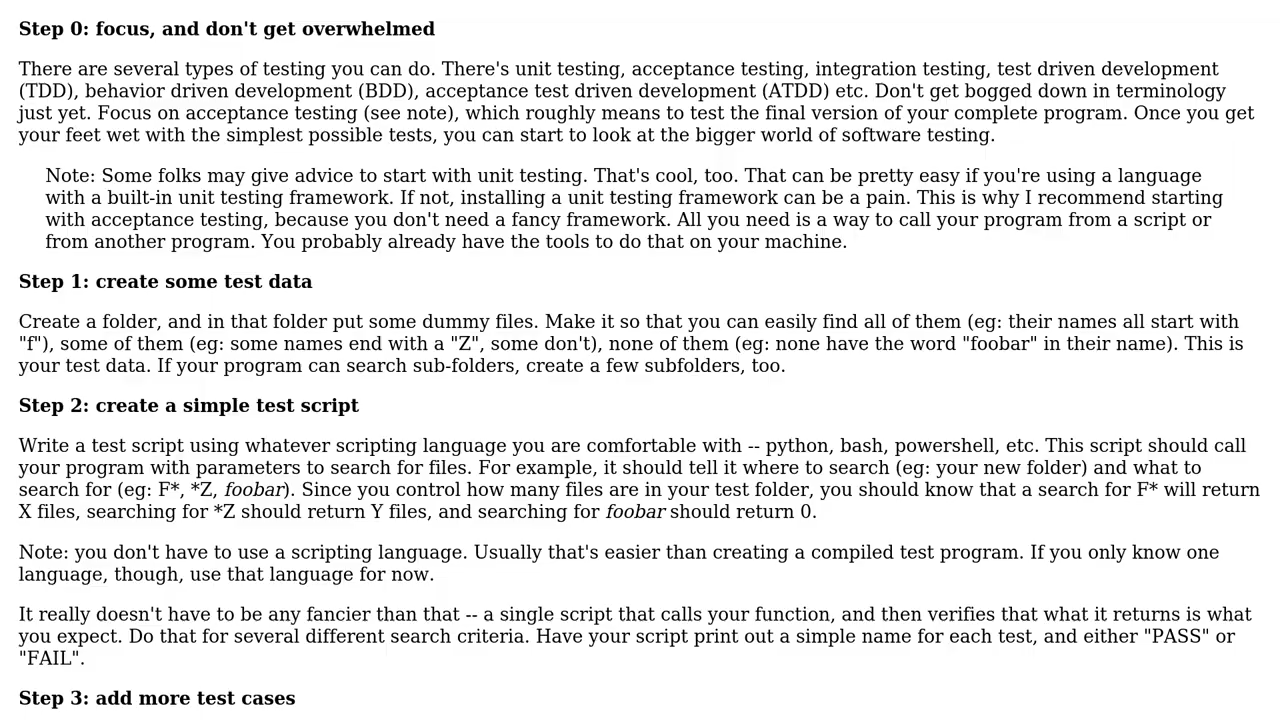 Step 0: focus, and don't get overwhelmed
There are several types of testing you can do. There's unit testing, acceptance testing, integration testing, test driven development
(TDD), behavior driven development (BDD), acceptance test driven development (ATDD) etc. Don't get bogged down in terminology
just yet. Focus on acceptance testing (see note), which roughly means to test the final version of your complete program. Once you get
your feet wet with the simplest possible tests, you can start to look at the bigger world of software testing.
Note: Some folks may give advice to start with unit testing. That's cool, too. That can be pretty easy if you're using a language
with a built-in unit testing framework. If not, installing a unit testing framework can be a pain. This is why I recommend starting
with acceptance testing, because you don't need a fancy framework. All you need is a way to call your program from a script or
from another program. You probably already have the tools to do that on your machine.
Step 1: create some test data
Create a folder, and in that folder put some dummy files. Make it so that you can easily find all of them (eg: their names all start with
"f"), some of them (eg: some names end with a "Z", some don't), none of them (eg: none have the word "foobar" in their name). This is
your test data. If your program can search sub-folders, create a few subfolders, too.
Step 2: create a simple test script
Write a test script using whatever scripting language you are comfortable with -- python, bash, powershell, etc. This script should call
your program with parameters to search for files. For example, it should tell it where to search (eg: your new folder) and what to
search for (eg: F*, *Z, foobar). Since you control how many files are in your test folder, you should know that a search for F* will return
X files, searching for *Z should return Y files, and searching for foobar should return 0.
Note: you don't have to use a scripting language. Usually that's easier than creating a compiled test program. If you only know one
language, though, use that language for now.
It really doesn't have to be any fancier than that -- a single script that calls your function, and then verifies that what it returns is what
you expect. Do that for several different search criteria. Have your script print out a simple name for each test, and either "PASS" or
"FAIL".
Step 3: add more test cases